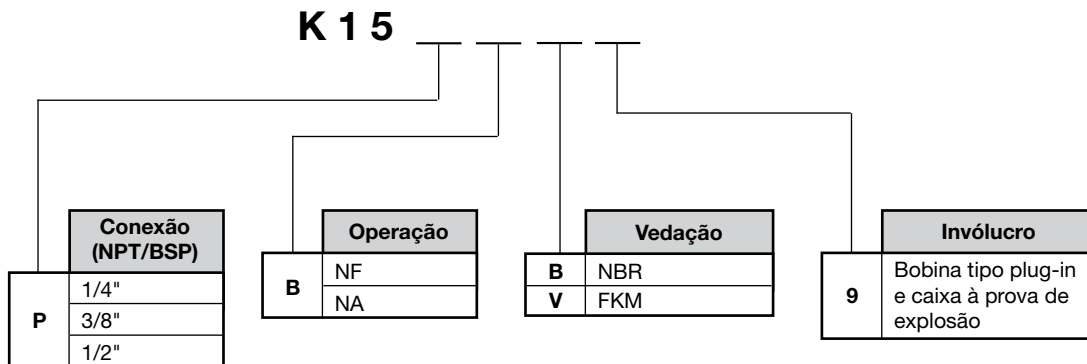 K 1 5
Conexão
(NPT/BSP)
P
1/4"
3/8"
1/2"
Operação
B
NF
NA
Vedação
B NBR
V FKM
Invólucro
9
Bobina tipo plug-in
e caixa à prova de
explosão